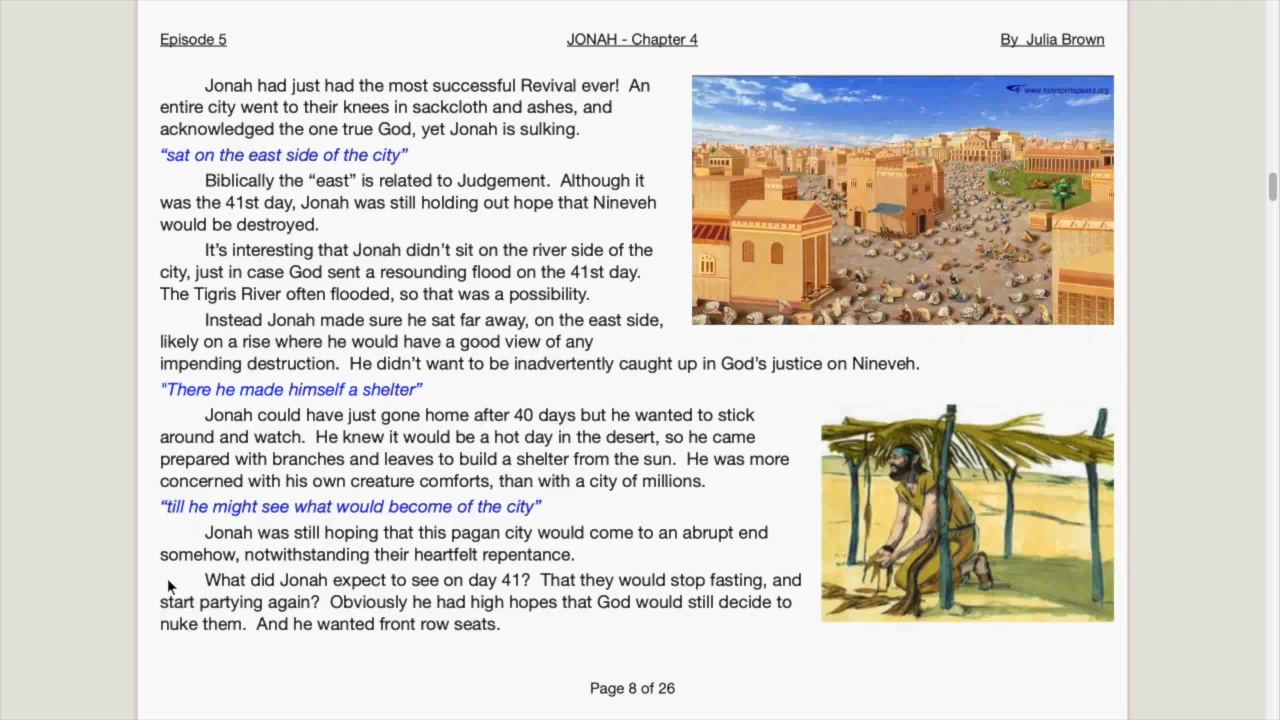 Episode 5
JONAH - Chapter 4
By Julia Brown
Jonah had just had the most successful Revival ever! An
entire city went to their knees in sackcloth and ashes, and
acknowledged the one true God, yet Jonah is sulking.
“sat on the east side of the city”
Biblically the “east” is related to Judgement. Although it
was the 41st day, Jonah was still holding out hope that Nineveh
would be destroyed.
It’s interesting that Jonah didn’t sit on the river side of the
city, just in case God sent a resounding flood on the 41st day.
The Tigris River often flooded, so that was a possibility.
Instead Jonah made sure he sat far away, on the east side,
likely on a rise where he would have a good view of any
impending destruction. He didn’t want to be inadvertently caught up in God’s justice on Nineveh.
"There he made himself a shelter”
Jonah could have just gone home after 40 days but he wanted to stick
around and watch. He knew it would be a hot day in the desert, so he came
prepared with branches and leaves to build a shelter from the sun. He was more
concerned with his own creature comforts, than with a city of millions.
“till he might see what would become of the city”
Jonah was still hoping that this pagan city would come to an abrupt end
somehow, notwithstanding their heartfelt repentance.
What did Jonah expect to see on day 41? That they would stop fasting, and
start partying again? Obviously he had high hopes that God would still decide to
nuke them. And he wanted front row seats.
www.holyspiritspeaks.org
Page 8 of 26